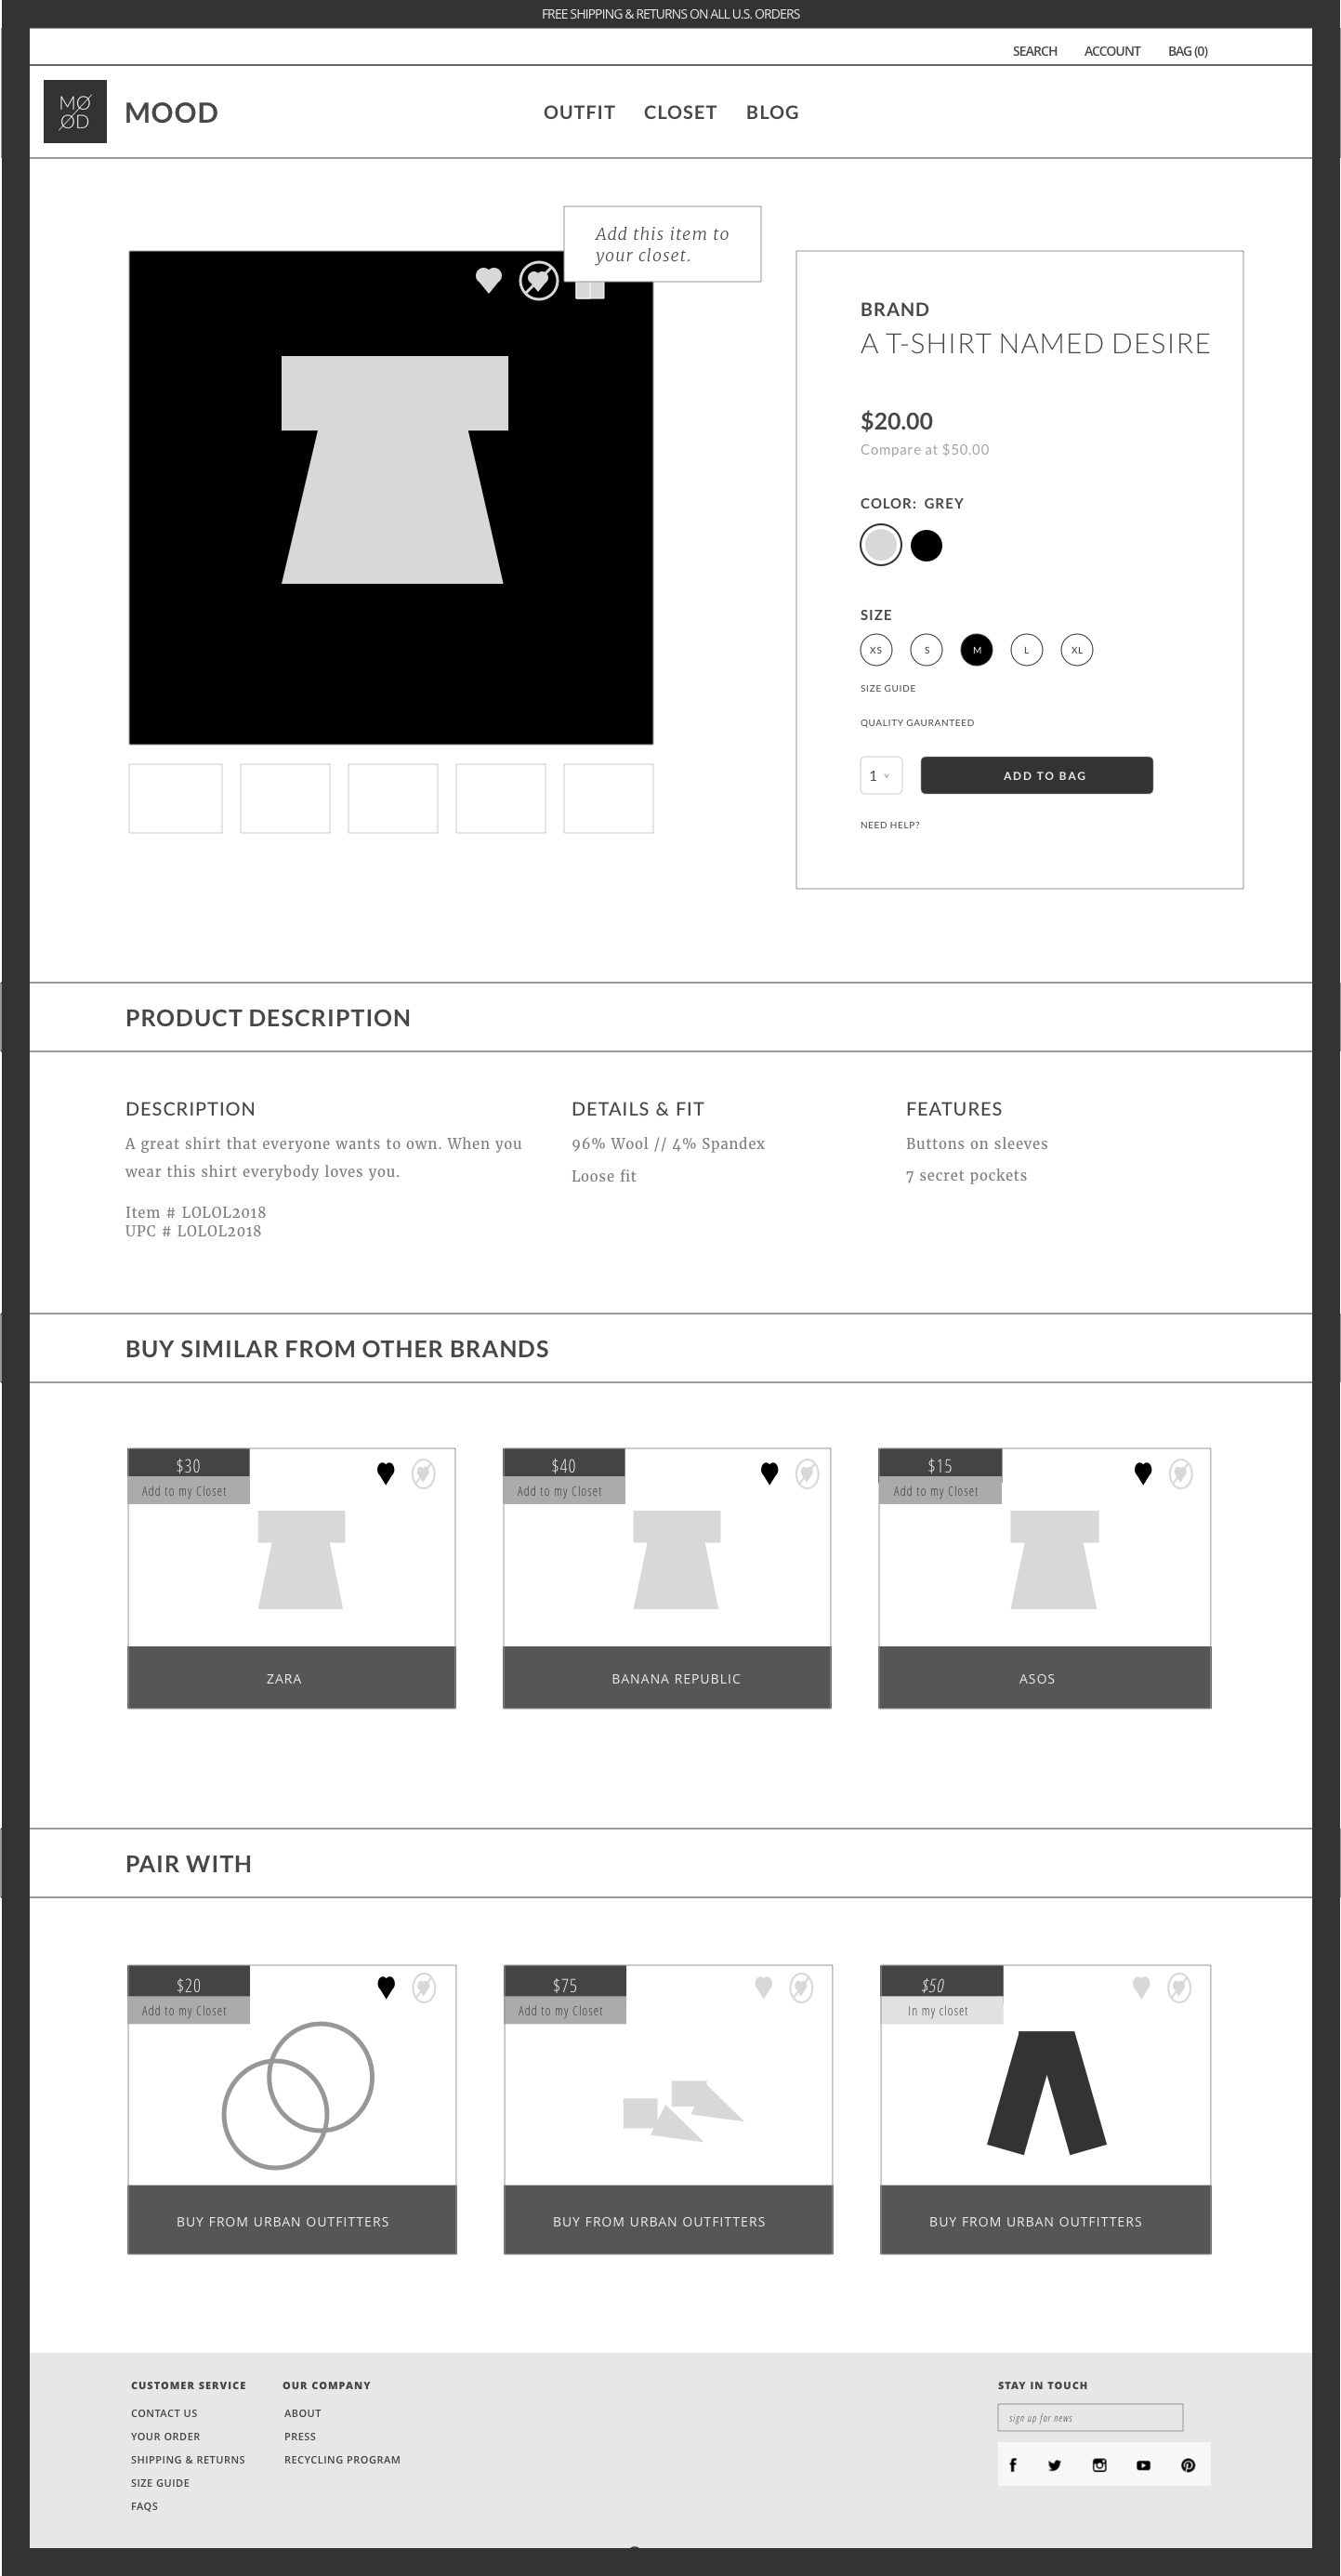 FREE SHIPPING & RETURNS ON ALL U.S. ORDERS
SEARCH ACCOUNT BAG (0)
MØ
ØD
MOOD
OUTFIT CLOSET BLOG
Add this item to
your closet.
BRAND
A T-SHIRT NAMED DESIRE
$20.00
Compare at $50.00
COLOR: GREY
SIZE
XS S M L XL
SIZE GUIDE
QUALITY GAURANTEED
1 ˅ ADD TO BAG
NEED HELP?
PRODUCT DESCRIPTION
DESCRIPTION
A great shirt that everyone wants to own. When you
wear this shirt everybody loves you.
Item # LOLOL2018
UPC # LOLOL2018
DETAILS & FIT
96% Wool // 4% Spandex
Loose fit
FEATURES
Buttons on sleeves
7 secret pockets
BUY SIMILAR FROM OTHER BRANDS
$30
Add to my Closet
ZARA
$40
Add to my Closet
BANANA REPUBLIC
$15
Add to my Closet
ASOS
PAIR WITH
$20
Add to my Closet
BUY FROM URBAN OUTFITTERS
$75
Add to my Closet
BUY FROM URBAN OUTFITTERS
$50
In my closet
BUY FROM URBAN OUTFITTERS
CUSTOMER SERVICE
CONTACT US
YOUR ORDER
SHIPPING & RETURNS
SIZE GUIDE
FAQS
OUR COMPANY
ABOUT
PRESS
RECYCLING PROGRAM
STAY IN TOUCH
sign up for news